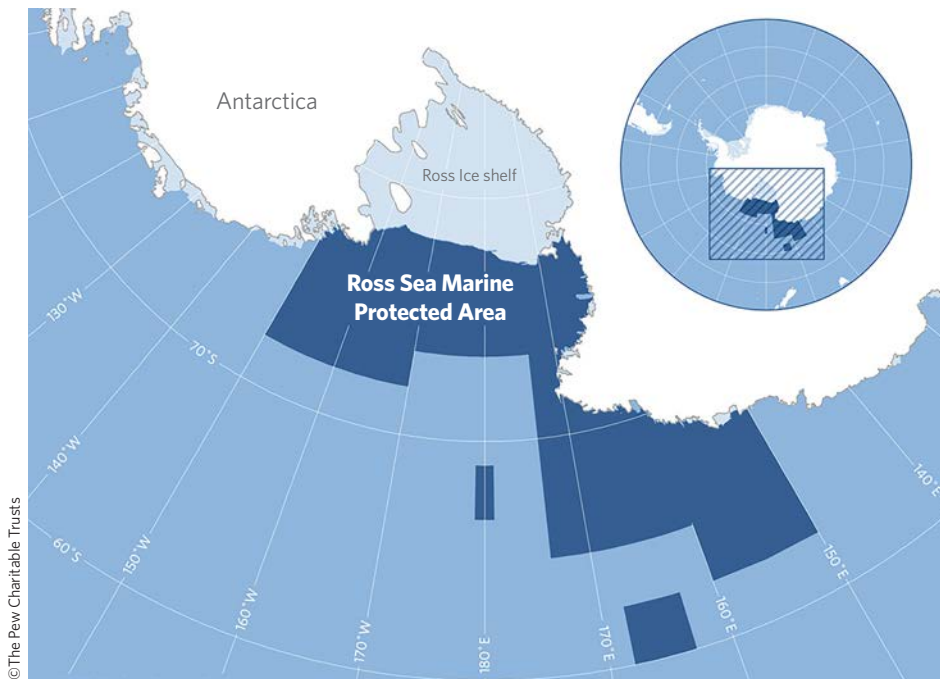 Antarctica
Ross Ice shelf
Ross Sea Marine
Protected Area
130°W
70°S
140°W
60°S
150°W
160°W
170°W
180°E
170°E
160°E
150°E
140°E
©The Pew Charitable Trusts